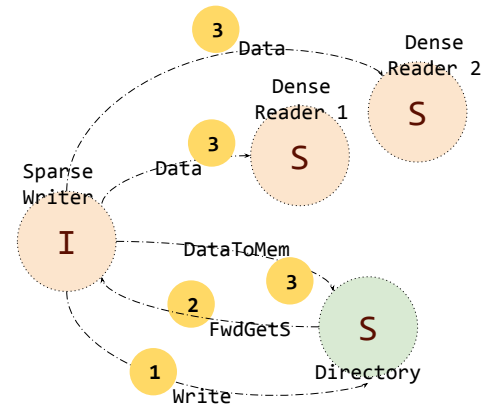 3
Data
Dense
Reader 2
S
Dense
Reader 1
S
3
Data
Sparse
Writer
I
DataToMem
3
2
FwdGetS
S
Directory
1
Write